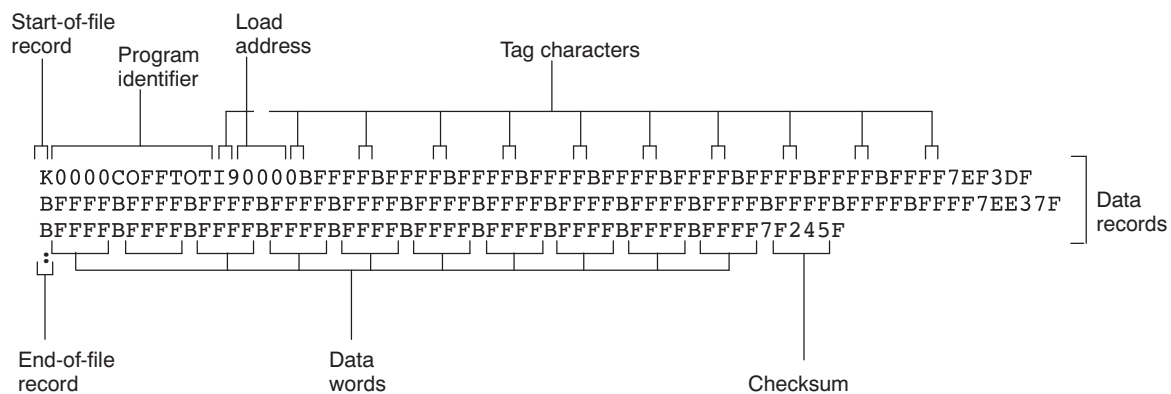 Start-of-file
record
Program
identifier
Load
address
Tag characters
K0000COFFTOTI90000BFFFFBFFFFBFFFFBFFFFBFFFFBFFFFBFFFFBFFFFBFFFF7EF3DF
BFFFFBFFFFBFFFFBFFFFBFFFFBFFFFBFFFFBFFFFBFFFFBFFFFBFFFFBFFFFBFFFF7EE37F
BFFFFBFFFFBFFFFBFFFFBFFFFBFFFFBFFFFBFFFFBFFFFBFFFF7F245F
:
Data
records
End-of-file
record
Data
words
Checksum